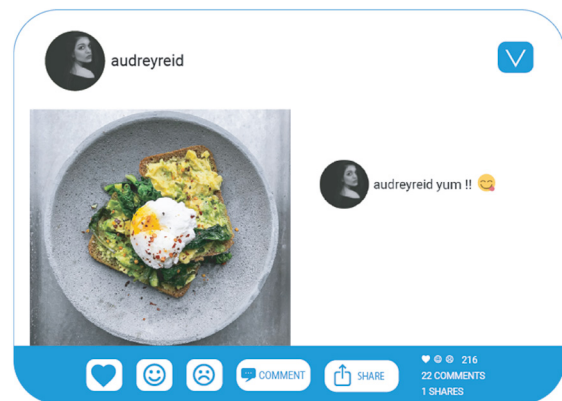 audreyreid
audreyreid yum !! 😋
COMMENT
SHARE
216
22 COMMENTS
1 SHARES